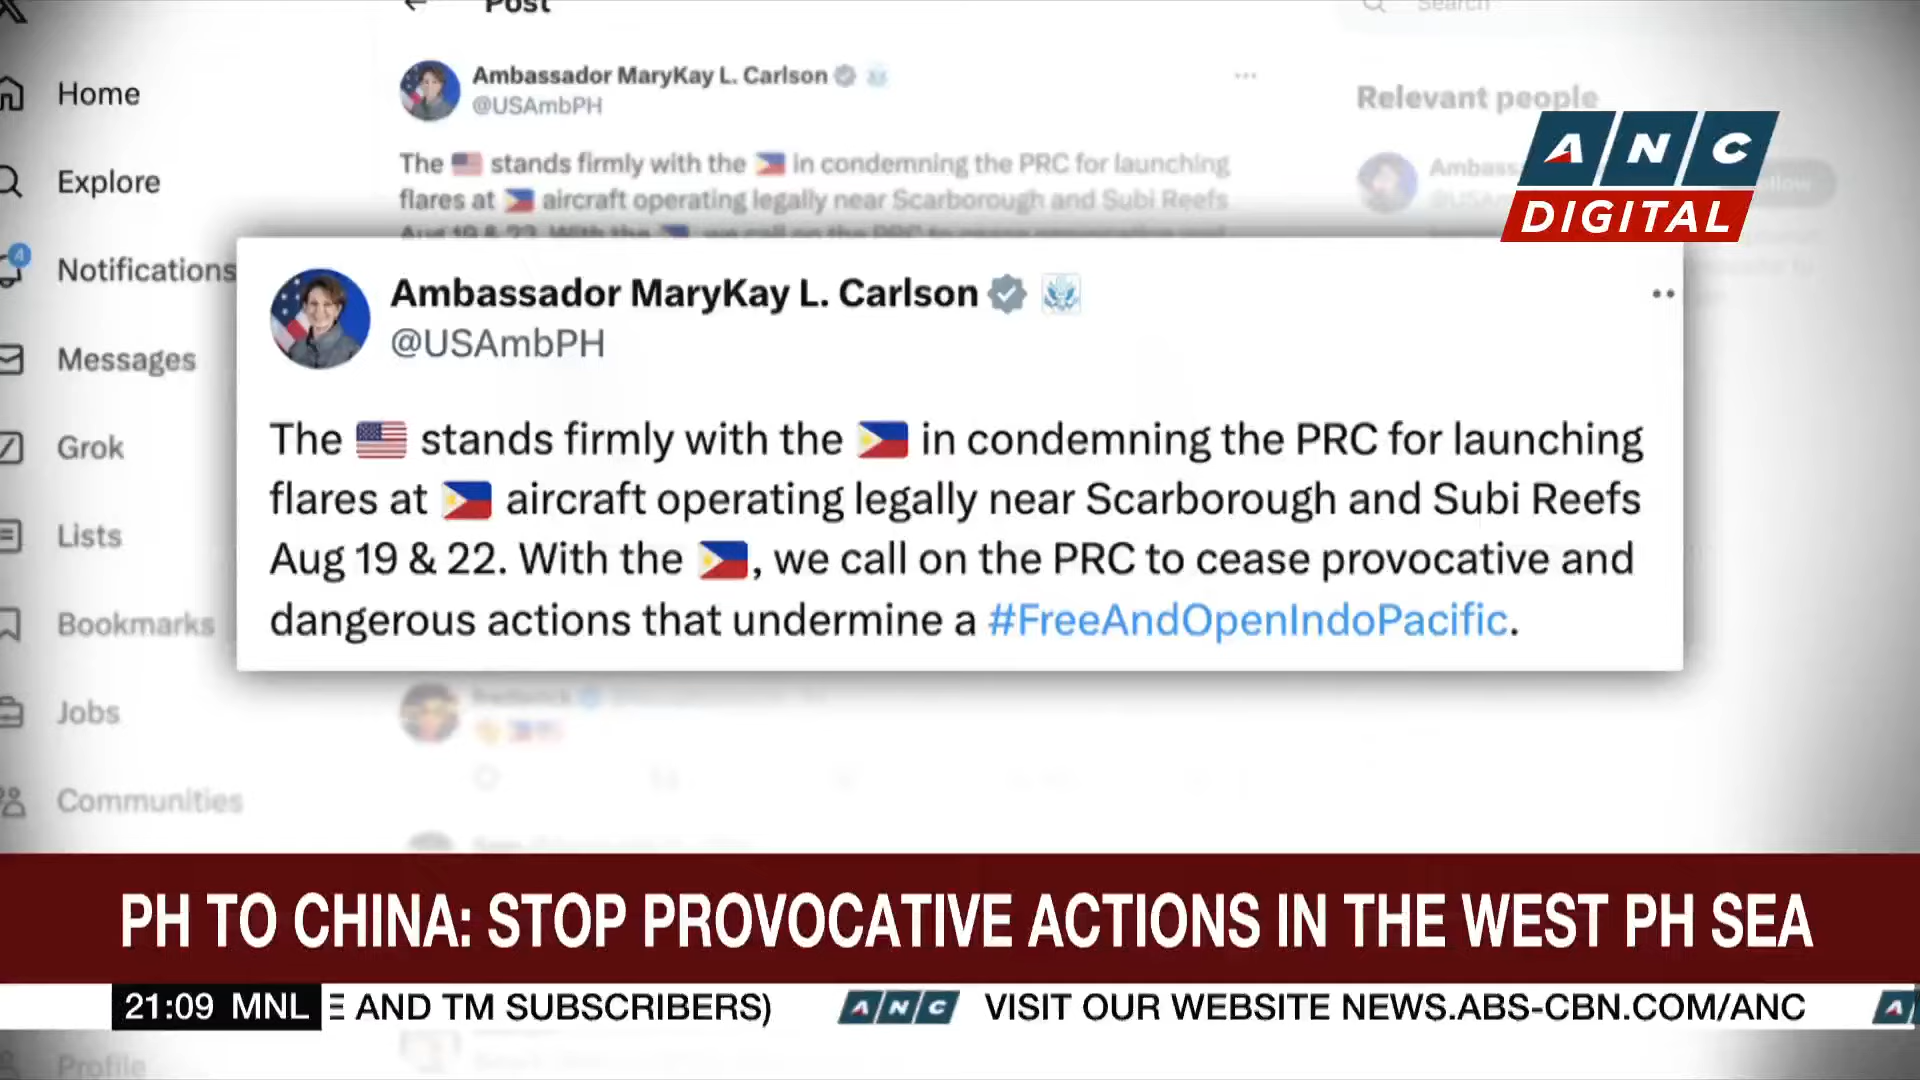 Post
Search
Home
Explore
4
Notifications
Messages
Grok
Lists
Bookmarks
Jobs
Communities
Profile
Ambassador MaryKay L. Carlson
@USAmbPH
The 🇺🇸 stands firmly with the 🇵🇭 in condemning the PRC for launching
flares at 🇵🇭 aircraft operating legally near Scarborough and Subi Reefs
Aug 19 & 22. With the 🇵🇭, we call on the PRC to cease provocative and
Relevant people
ANC
DIGITAL
Ambassador MaryKay L. Carlson
@USAmbPH
The 🇺🇸 stands firmly with the 🇵🇭 in condemning the PRC for launching
flares at 🇵🇭 aircraft operating legally near Scarborough and Subi Reefs
Aug 19 & 22. With the 🇵🇭, we call on the PRC to cease provocative and
dangerous actions that undermine a #FreeAndOpenIndoPacific.
Frederick
PH TO CHINA: STOP PROVOCATIVE ACTIONS IN THE WEST PH SEA
21:09 MNL E AND TM SUBSCRIBERS) ANC VISIT OUR WEBSITE NEWS.ABS-CBN.COM/ANC A